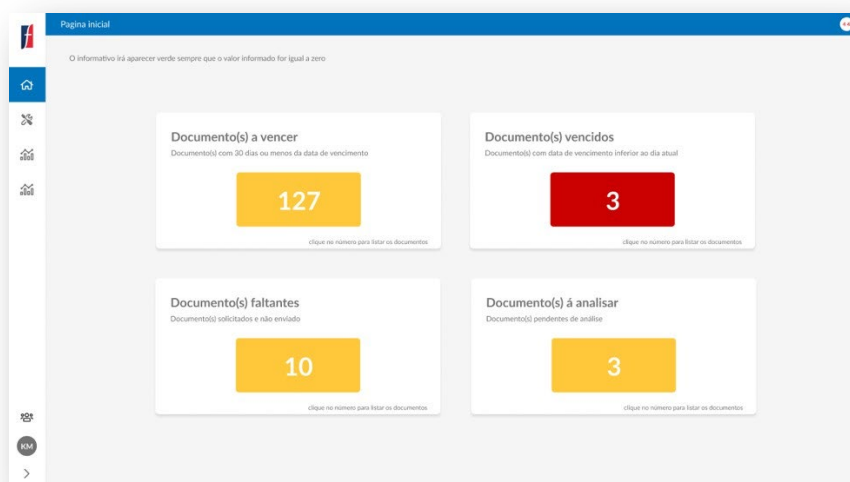 Pagina inicial
O informativo irá aparecer verde sempre que o valor informado for igual a zero
Documento(s) a vencer
Documento(s) com 30 dias ou menos da data de vencimento
127
clique no número para listar os documentos
Documento(s) vencidos
Documento(s) com data de vencimento inferior ao dia atual
3
clique no número para listar os documentos
Documento(s) faltantes
Documento(s) solicitados e não enviado
10
clique no número para listar os documentos
Documento(s) á analisar
Documento(s) pendentes de análise
3
clique no número para listar os documentos
KM